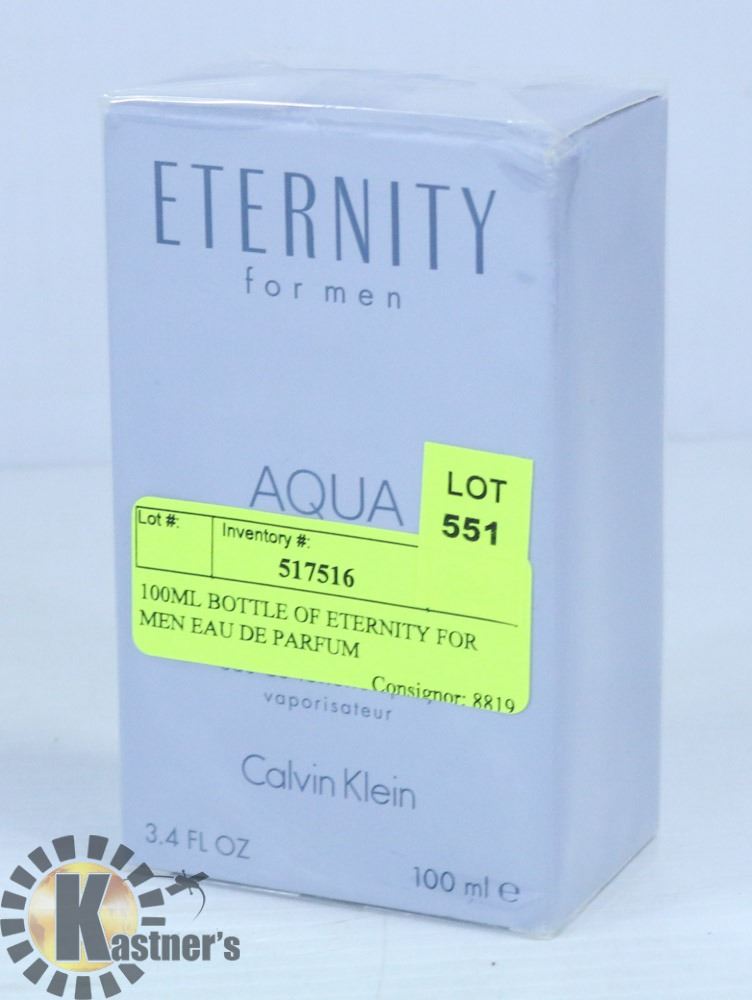 ETERNITY
for men
AQUA
LOT
551
Lot #:
Inventory #:
517516
100ML BOTTLE OF ETERNITY FOR
MEN EAU DE PARFUM
Consignor: 8819
vaporisateur
Calvin Klein
3.4 FL OZ
100 ml e
Kastner's